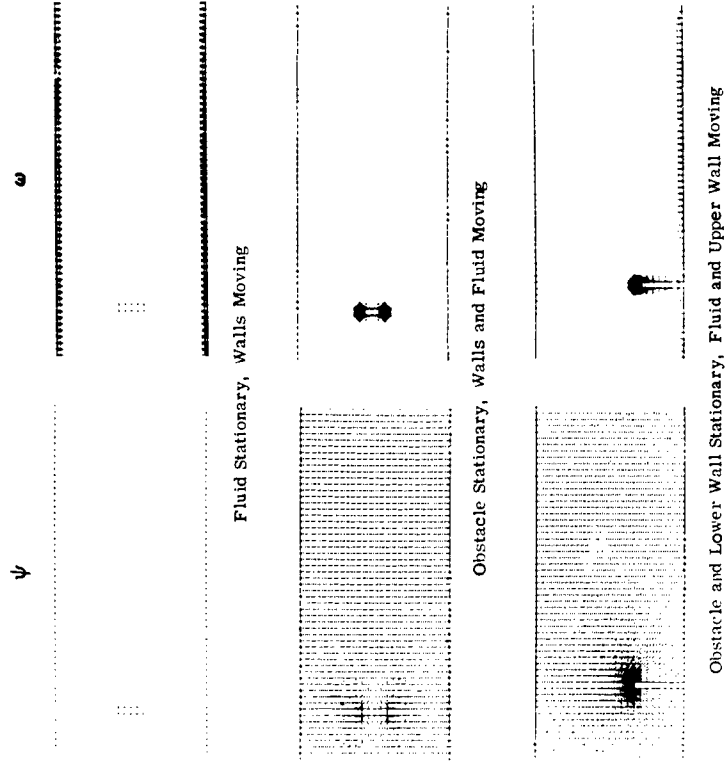 ψ ω
Fluid Stationary, Walls Moving
Obstacle Stationary, Walls and Fluid Moving
Obstacle and Lower Wall Stationary, Fluid and Upper Wall Moving